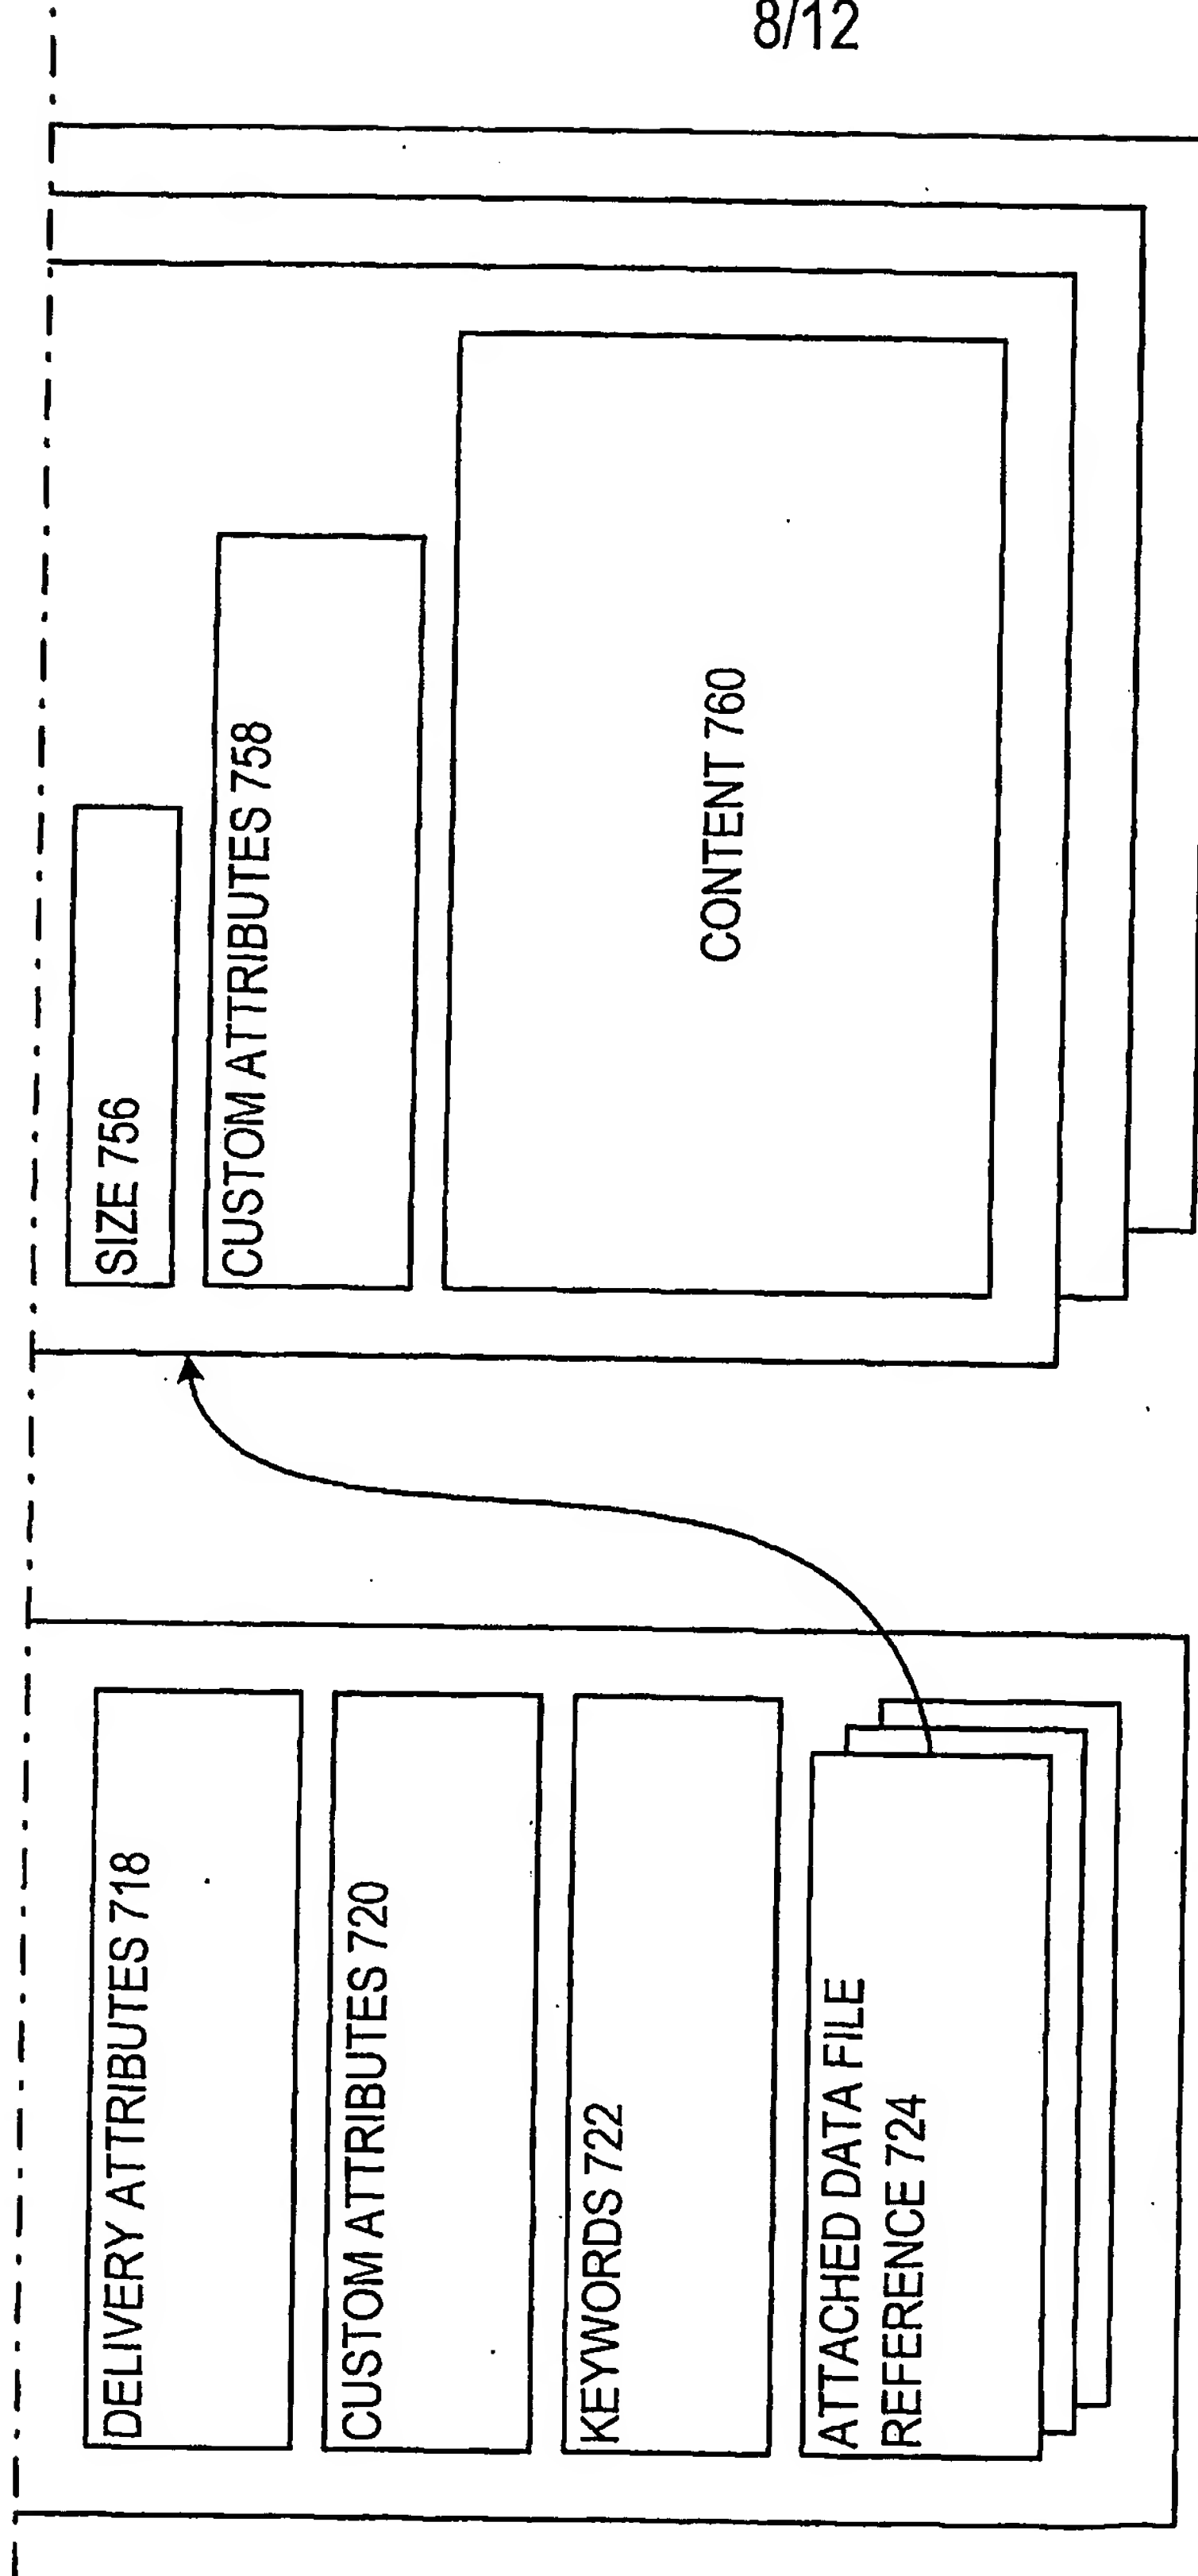 8/12
DELIVERY ATTRIBUTES 718
CUSTOM ATTRIBUTES 720
KEYWORDS 722
ATTACHED DATA FILE
REFERENCE 724
SIZE 756
CUSTOM ATTRIBUTES 758
CONTENT 760